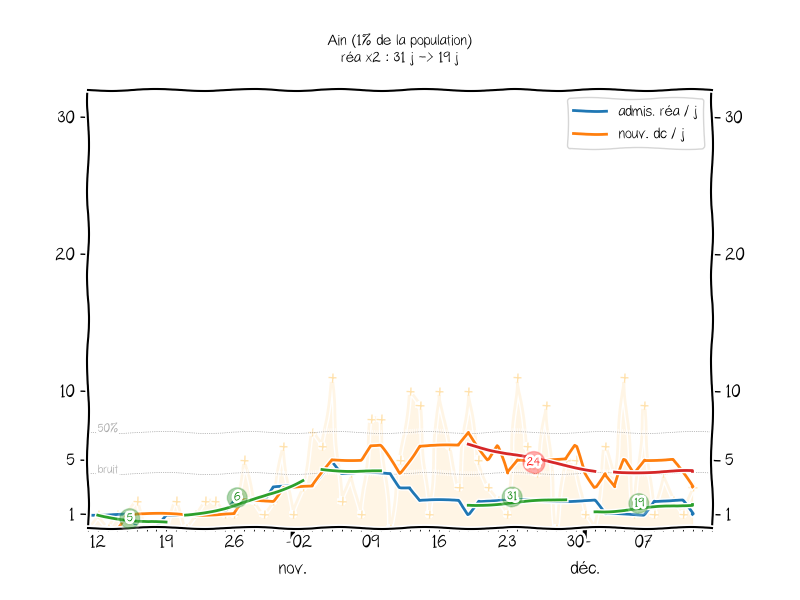 Ain (1% de la population)
réa x2 : 31 j -> 19 j
admis. réa / j
nouv. dc / j
30 30
20 20
10 10
50%
5 5
bruit
1 1
24
31
19
6
5
12 19 26 02 09 16 23 30 07
nov. déc.